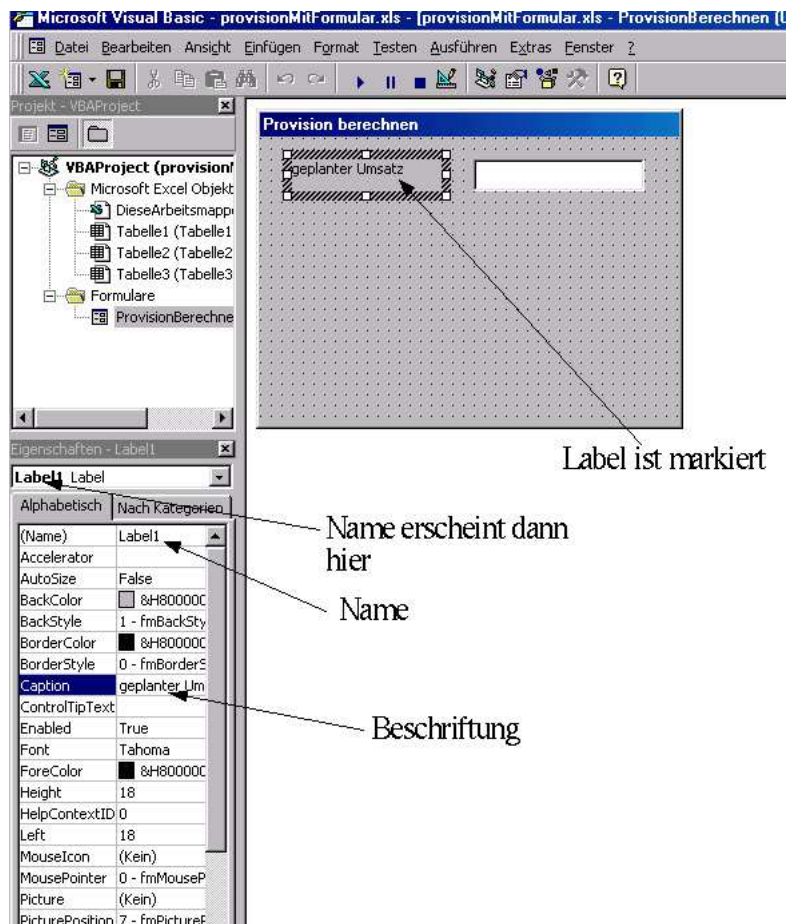 Microsoft Visual Basic - provisionMitFormular.xls - [provisionMitFormular.xls - ProvisionBerechnen (U
Datei Bearbeiten Ansicht Einfügen Format Testen Ausführen Extras Fenster ?
Projekt - VBAProject
VBAProject (provisionM
Microsoft Excel Objekt
DieseArbeitsmapp
Tabelle1 (Tabelle1
Tabelle2 (Tabelle2
Tabelle3 (Tabelle3
Formulare
ProvisionBerechne
Provision berechnen
geplanter Umsatz
Label ist markiert
Eigenschaften - Label1
Label1 Label
Alphabetisch Nach Kategorien
(Name) Label1
Accelerator
AutoSize False
BackColor &H800000
BackStyle 1 - fmBackSty
BorderColor &H800000
BorderStyle 0 - fmBorderS
Caption geplanter Um
ControlTipText
Enabled True
Font Tahoma
ForeColor &H800000
Height 18
HelpContextID 0
Left 18
MouseIcon (Kein)
MousePointer 0 - fmMouseP
Picture (Kein)
PicturePosition 7 - fmPictureP
Name erscheint dann
hier
Name
Beschriftung